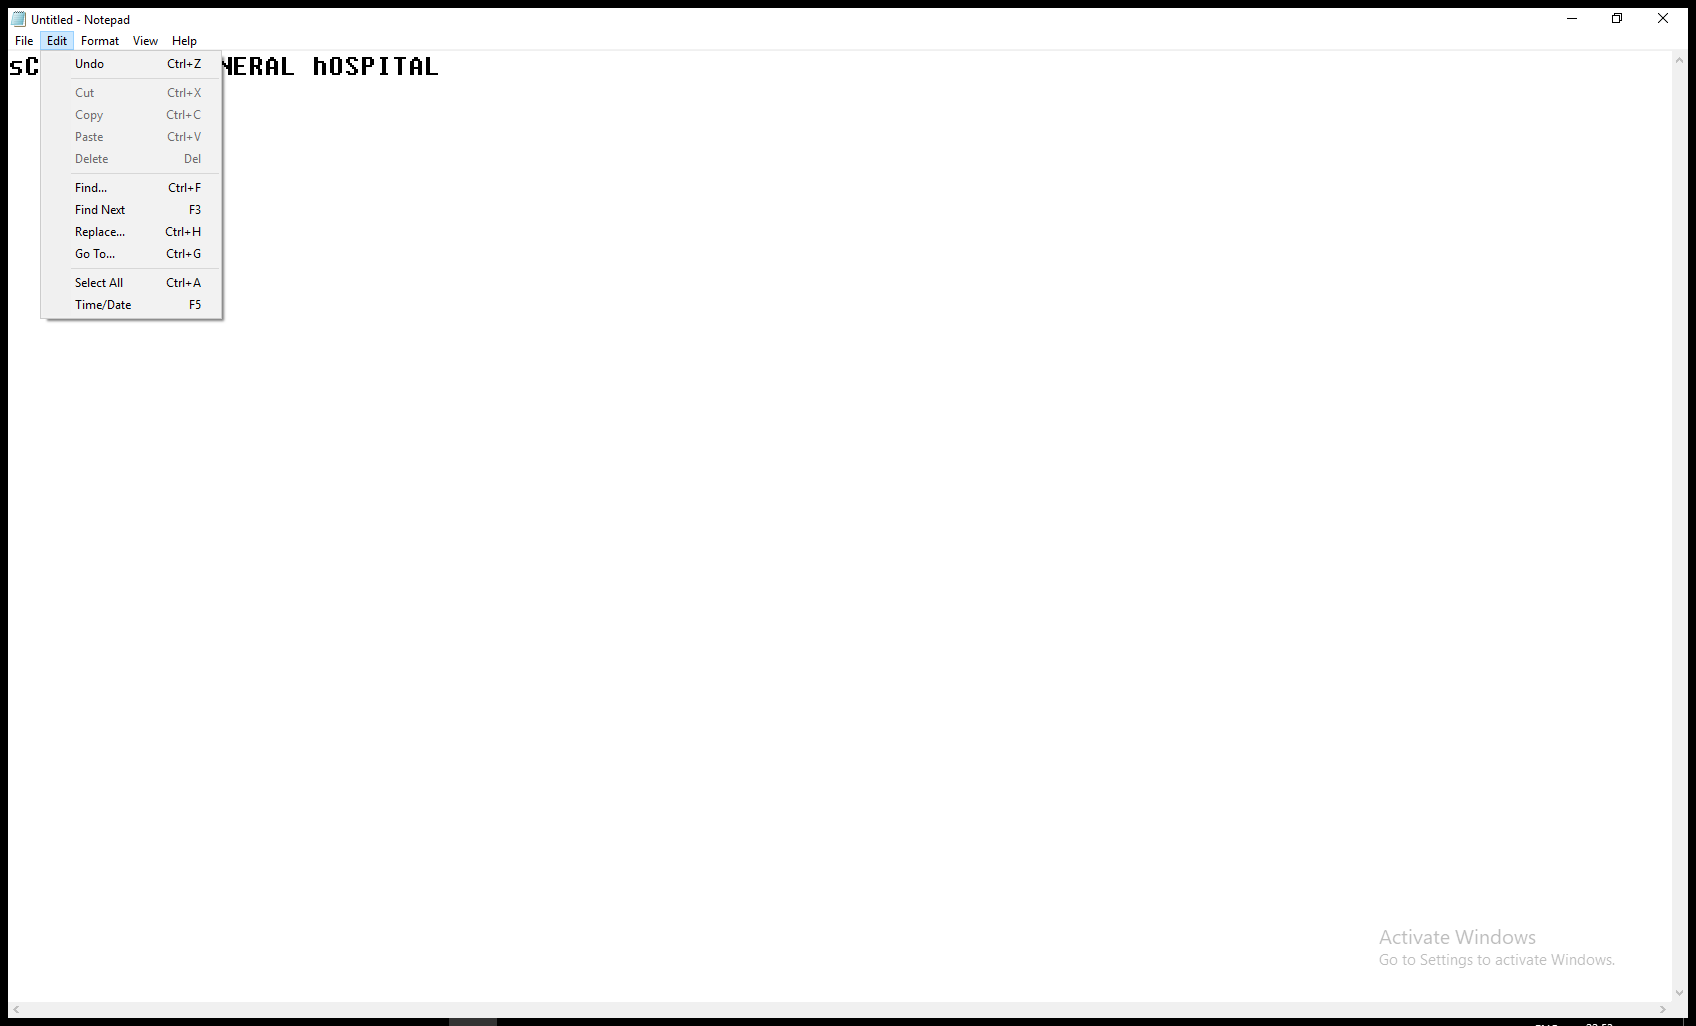 Untitled - Notepad
File Edit Format View Help
sC NERAL hOSPITAL
Undo Ctrl+Z
Cut Ctrl+X
Copy Ctrl+C
Paste Ctrl+V
Delete Del
Find... Ctrl+F
Find Next F3
Replace... Ctrl+H
Go To... Ctrl+G
Select All Ctrl+A
Time/Date F5
Activate Windows
Go to Settings to activate Windows.